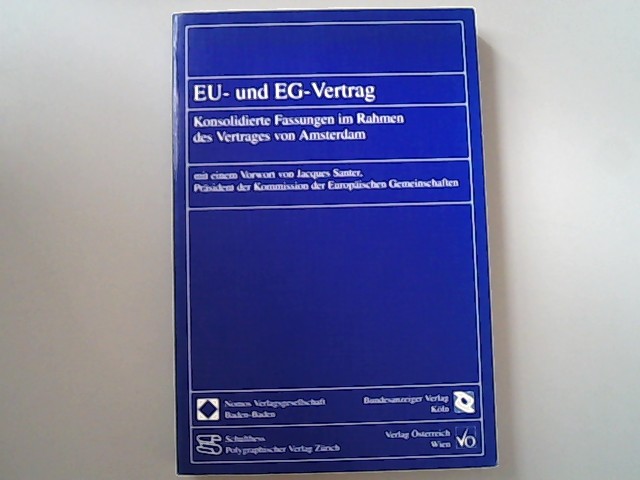 EU- und EG-Vertrag
Konsolidierte Fassungen im Rahmen
des Vertrages von Amsterdam
mit einem Vorwort von Jacques Santer,
Präsident der Kommission der Europäischen Gemeinschaften
Nomos Verlagsgesellschaft
Baden-Baden
Bundesanzeiger Verlag
Köln
Schulthess
Polygraphischer Verlag Zürich
Verlag Österreich
Wien
VO